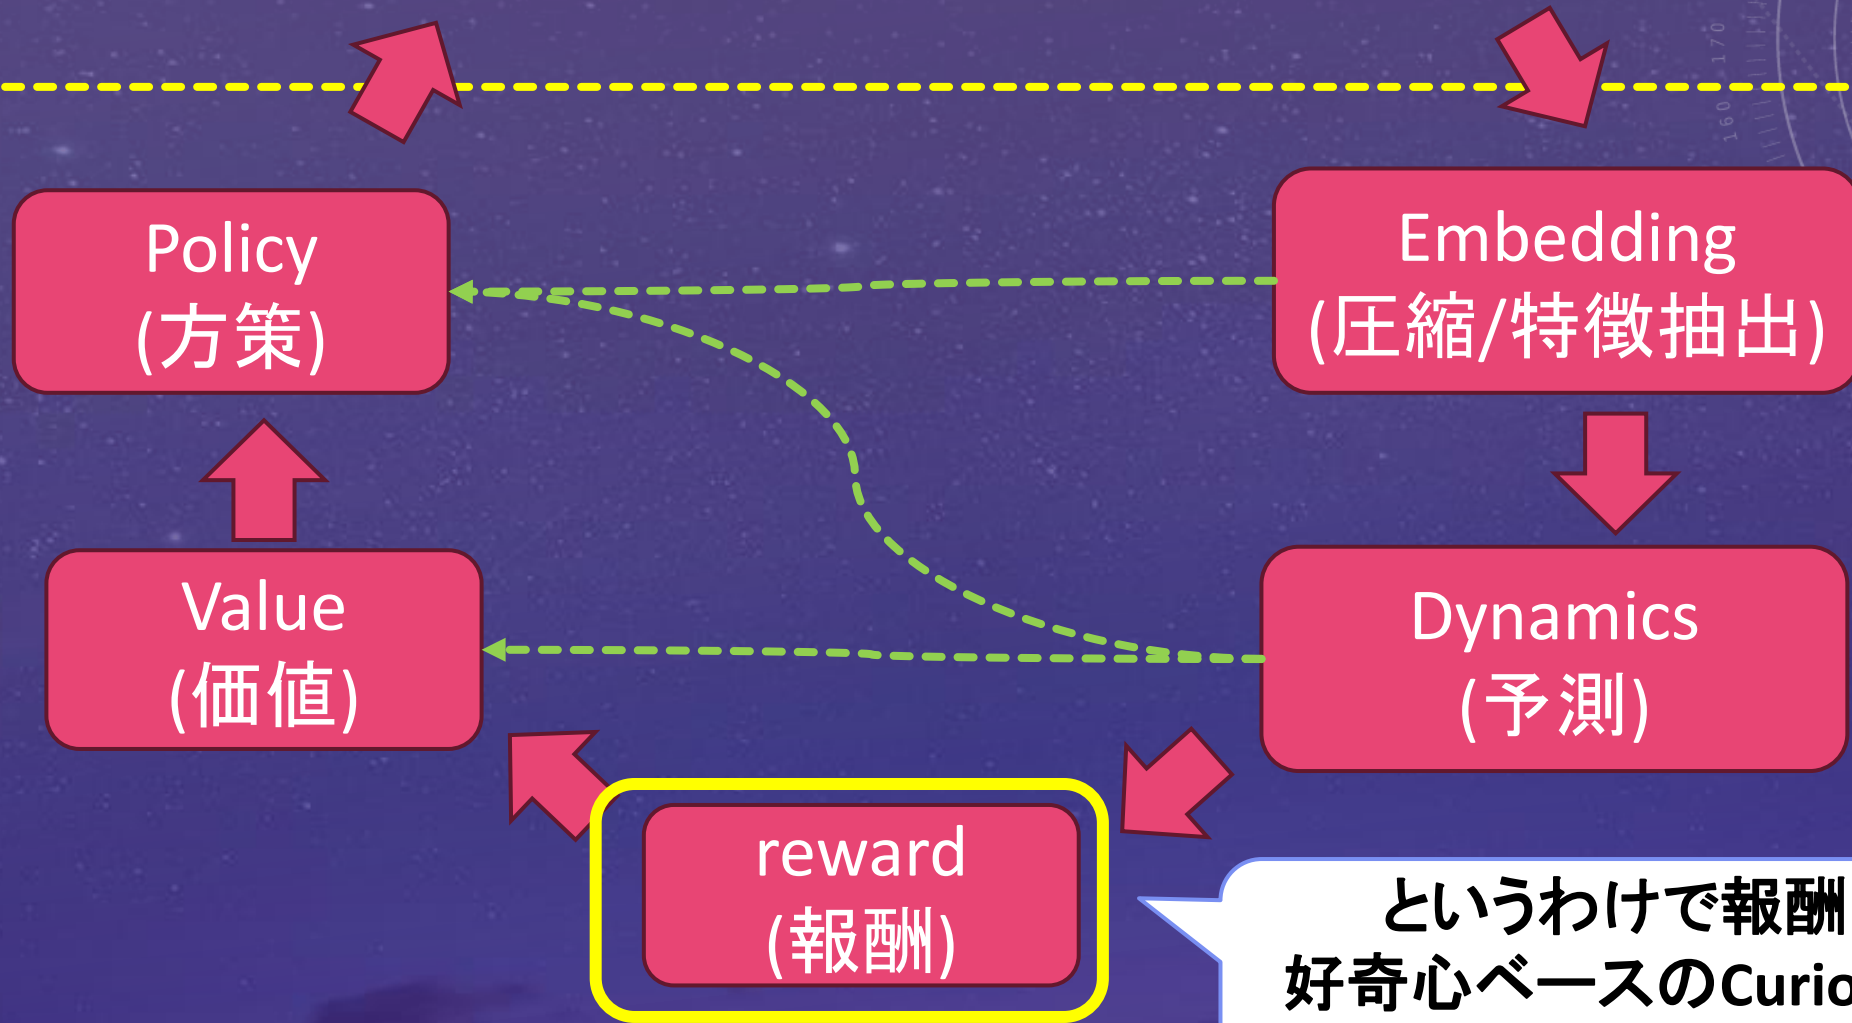 Policy
(方策)
Embedding
(圧縮/特徴抽出)
Value
(価値)
Dynamics
(予測)
reward
(報酬)
というわけで報酬
好奇心ベースのCurio
160 170